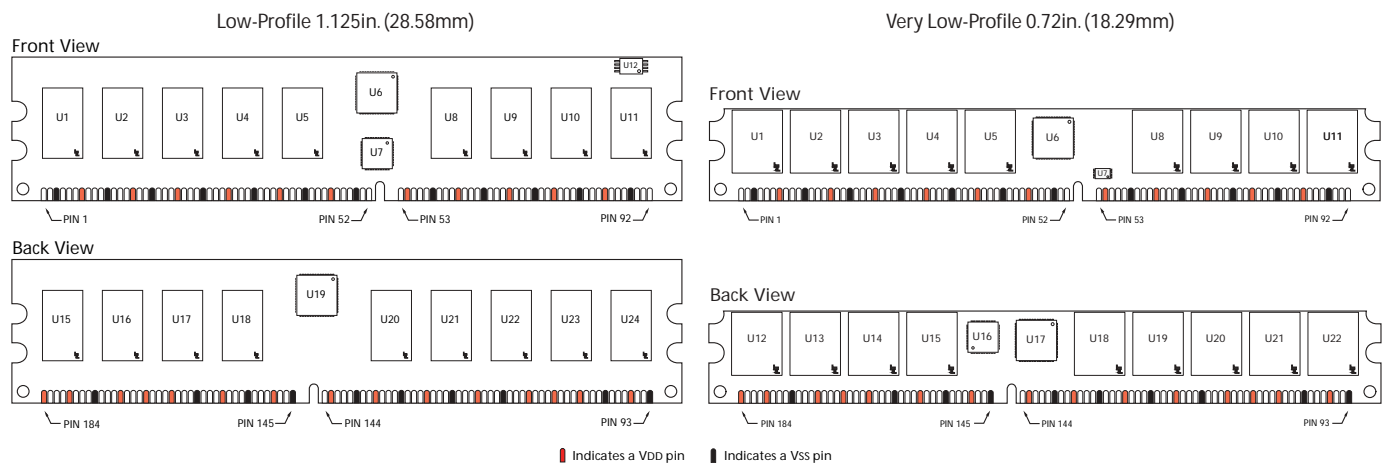 Low-Profile 1.125in. (28.58mm)
Front View
U12
U1 U2 U3 U4 U5 U6 U7 U8 U9 U10 U11
PIN 1 PIN 52 PIN 53 PIN 92
Back View
U15 U16 U17 U18 U19 U20 U21 U22 U23 U24
PIN 184 PIN 145 PIN 144 PIN 93
Very Low-Profile 0.72in. (18.29mm)
Front View
U1 U2 U3 U4 U5 U6 U7 U8 U9 U10 U11
PIN 1 PIN 52 PIN 53 PIN 92
Back View
U12 U13 U14 U15 U16 U17 U18 U19 U20 U21 U22
PIN 184 PIN 145 PIN 144 PIN 93
Indicates a VDD pin Indicates a VSS pin